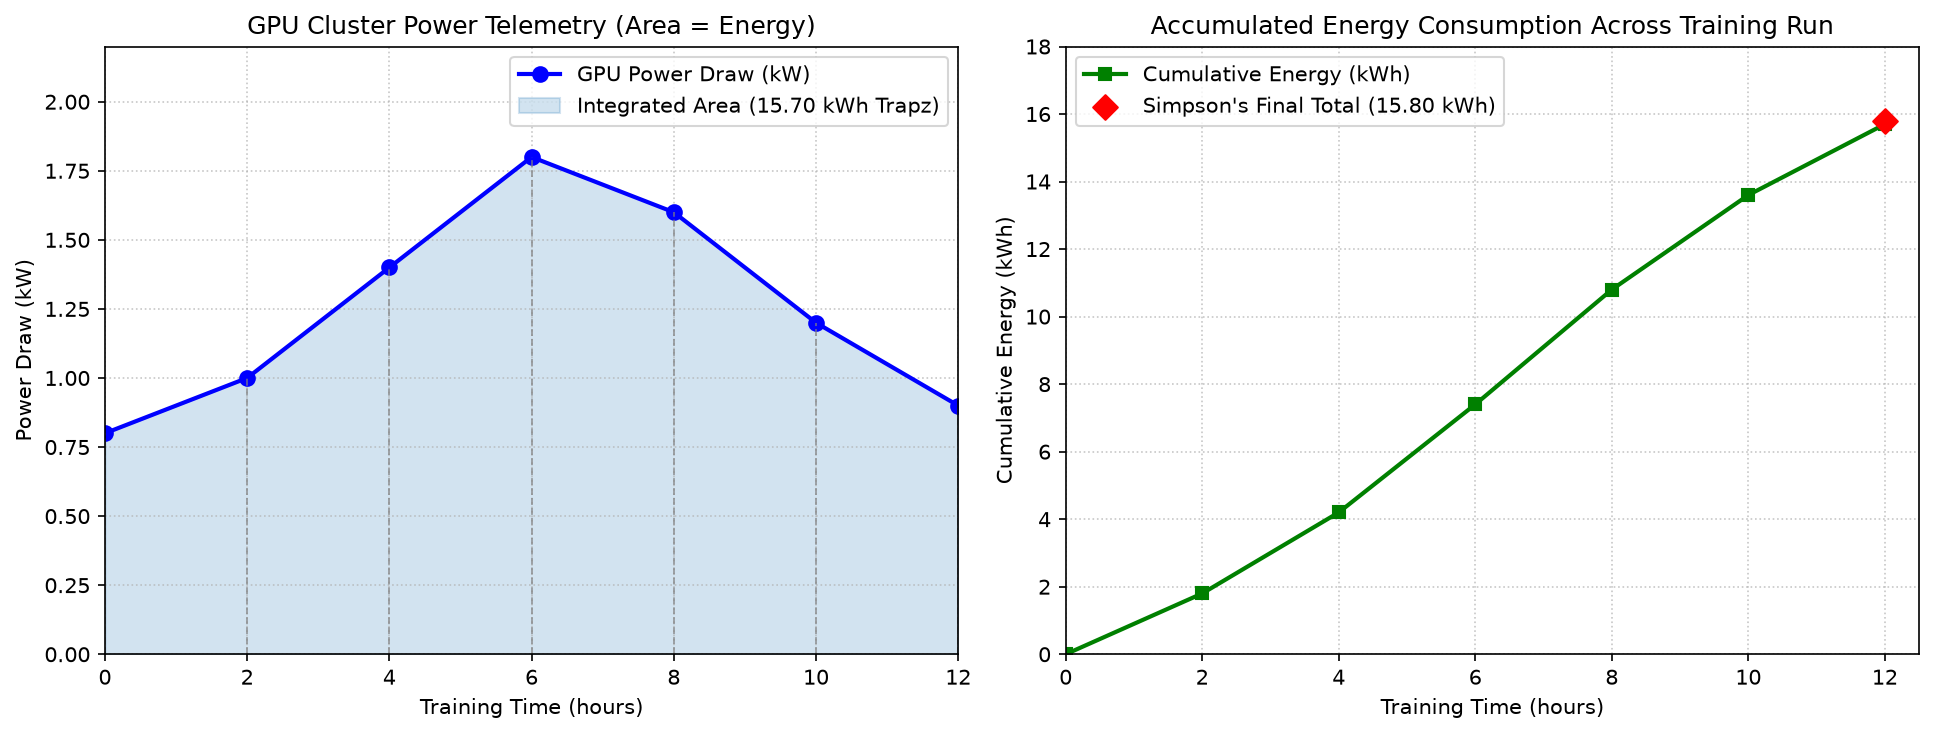 GPU Cluster Power Telemetry (Area = Energy)
GPU Power Draw (kW)
Integrated Area (15.70 kWh Trapz)
Power Draw (kW)
2.00
1.75
1.50
1.25
1.00
0.75
0.50
0.25
0.00
0 2 4 6 8 10 12
Training Time (hours)
Accumulated Energy Consumption Across Training Run
Cumulative Energy (kWh)
Simpson's Final Total (15.80 kWh)
Cumulative Energy (kWh)
18
16
14
12
10
8
6
4
2
0
0 2 4 6 8 10 12
Training Time (hours)